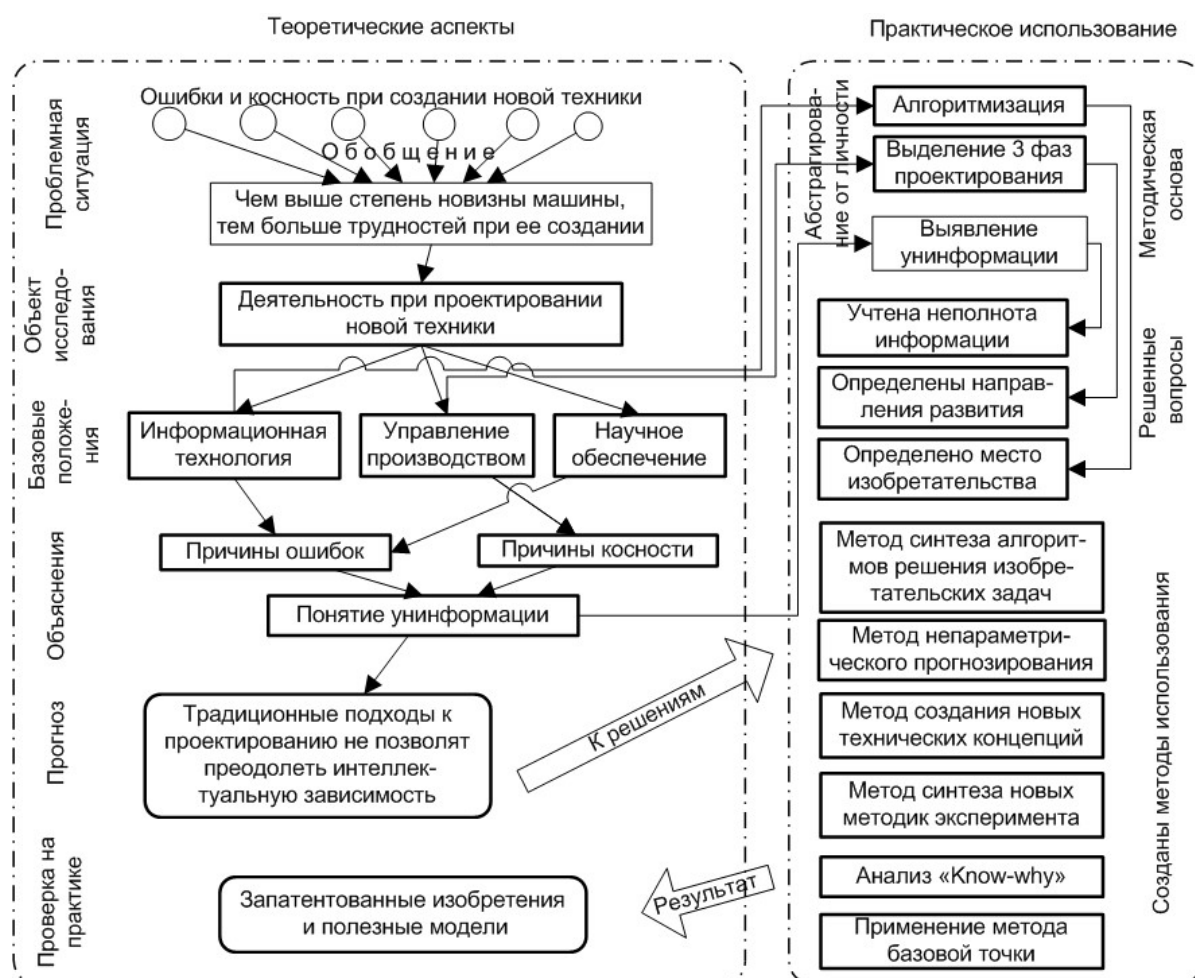 Теоретические аспекты
Проблемная
ситуация
Ошибки и косность при создании новой техники
Обобщение
Чем выше степень новизны машины,
тем больше трудностей при ее создании
Объект
исследо-
вания
Деятельность при проектировании
новой техники
Базовые
положе-
ния
Информационная
технология
Управление
производством
Научное
обеспечение
Объяснения
Причины ошибок
Причины косности
Понятие унинформации
Прогноз
Традиционные подходы к
проектированию не позволят
преодолеть интеллек-
туальную зависимость
К решениям
Проверка на
практике
Запатентованные изобретения
и полезные модели
Результат
Практическое использование
Абстрагирова-
ние от личности
Алгоритмизация
Выделение 3 фаз
проектирования
Выявление
унинформации
Методическая
основа
Учтена неполнота
информации
Определены направ-
ления развития
Определено место
изобретательства
Решенные
вопросы
Метод синтеза алгорит-
мов решения изобре-
тательских задач
Метод непараметри-
ческого прогнозирования
Метод создания новых
технических концепций
Метод синтеза новых
методик эксперимента
Анализ «Know-why»
Применение метода
базовой точки
Созданы методы использования